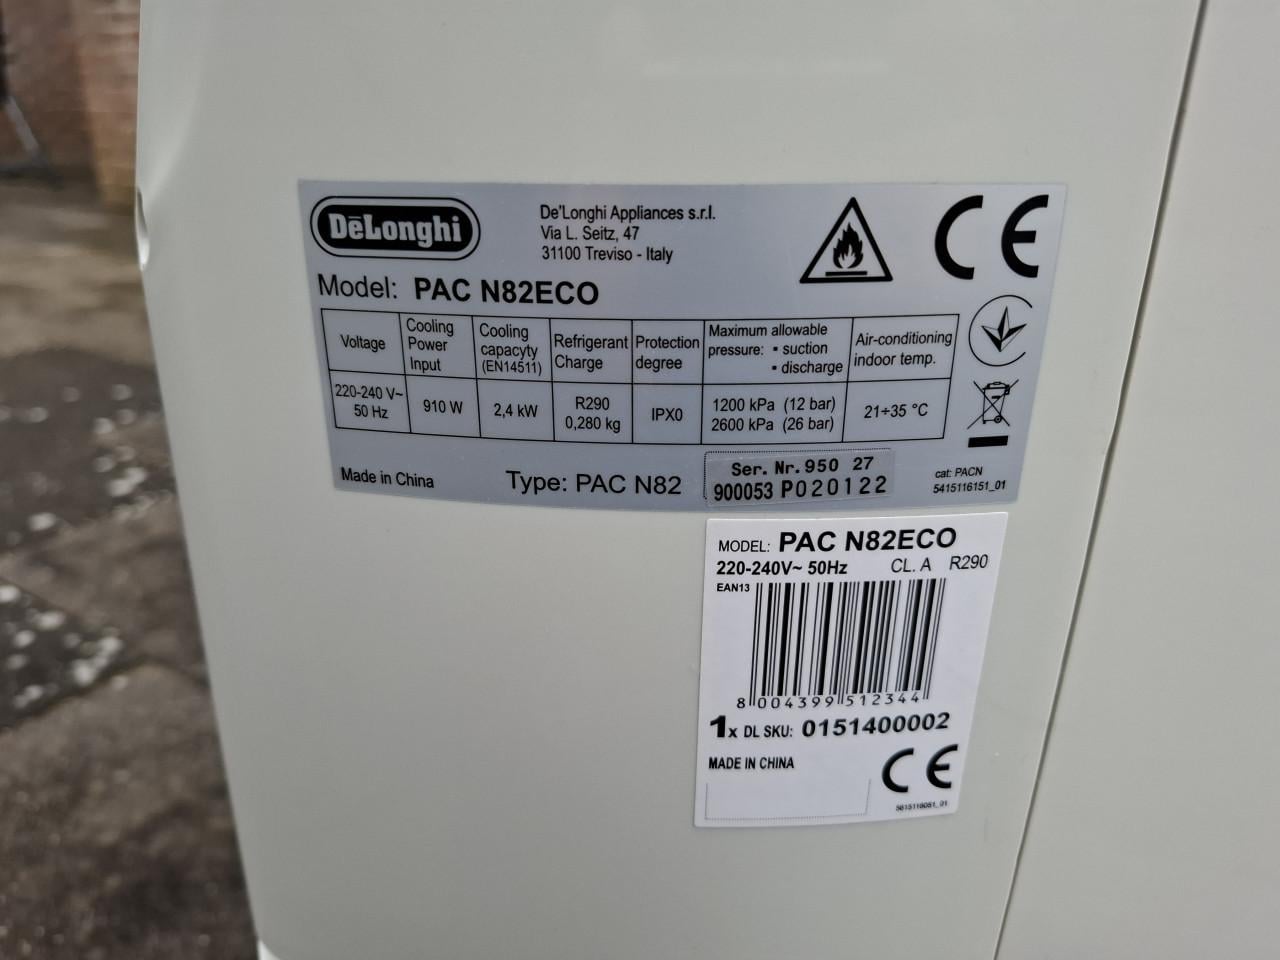 DeLonghi
De'Longhi Appliances s.r.l.
Via L. Seitz, 47
31100 Treviso - Italy
CE
Model: PAC N82ECO
Voltage
Cooling Power Input
Cooling capacyty (EN14511)
Refrigerant Charge
Protection degree
Maximum allowable pressure: ▪ suction ▪ discharge
Air-conditioning indoor temp.
220-240 V~ 50 Hz
910 W
2,4 kW
R290 0,280 kg
IPX0
1200 kPa (12 bar)
2600 kPa (26 bar)
21÷35 °C
Made in China
Type: PAC N82
Ser. Nr. 950 27
900053 P020122
cat: PACN
5415116151_01
MODEL: PAC N82ECO
220-240V~ 50Hz CL. A R290
EAN13
8 004399 512344
1x DL SKU: 0151400002
MADE IN CHINA
CE
5615116051_01